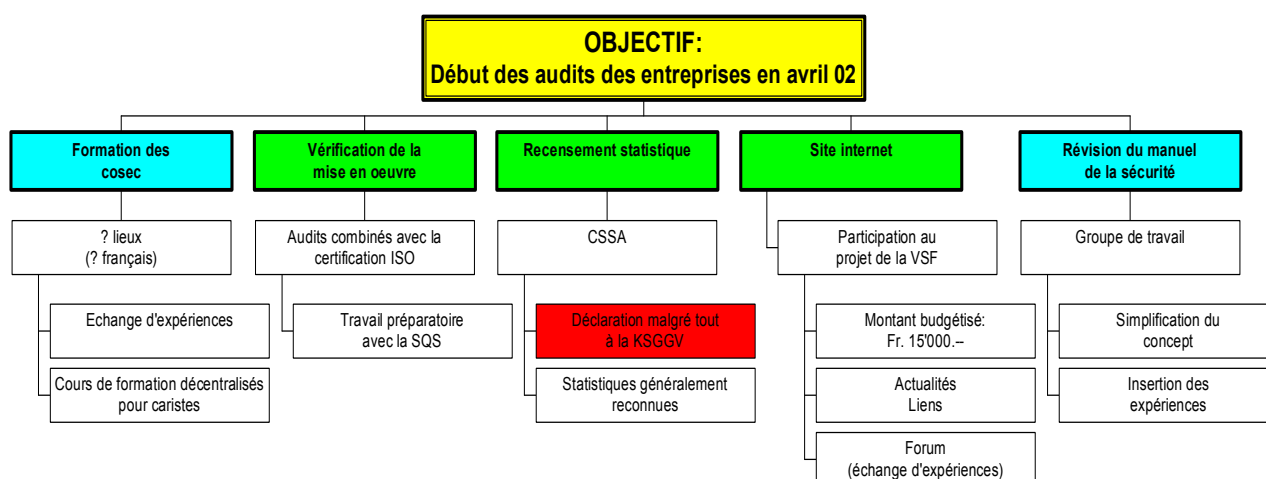 OBJECTIF:
Début des audits des entreprises en avril 02
Formation des
cosec
Vérification de la
mise en oeuvre
Recensement statistique
Site internet
Révision du manuel
de la sécurité
? lieux
(? français)
Echange d'expériences
Cours de formation décentralisés
pour caristes
Audits combinés avec la
certification ISO
Travail préparatoire
avec la SQS
CSSA
Déclaration malgré tout
à la KSGGV
Statistiques généralement
reconnues
Participation au
projet de la VSF
Montant budgétisé:
Fr. 15'000.--
Actualités
Liens
Forum
(échange d'expériences)
Groupe de travail
Simplification du
concept
Insertion des
expériences